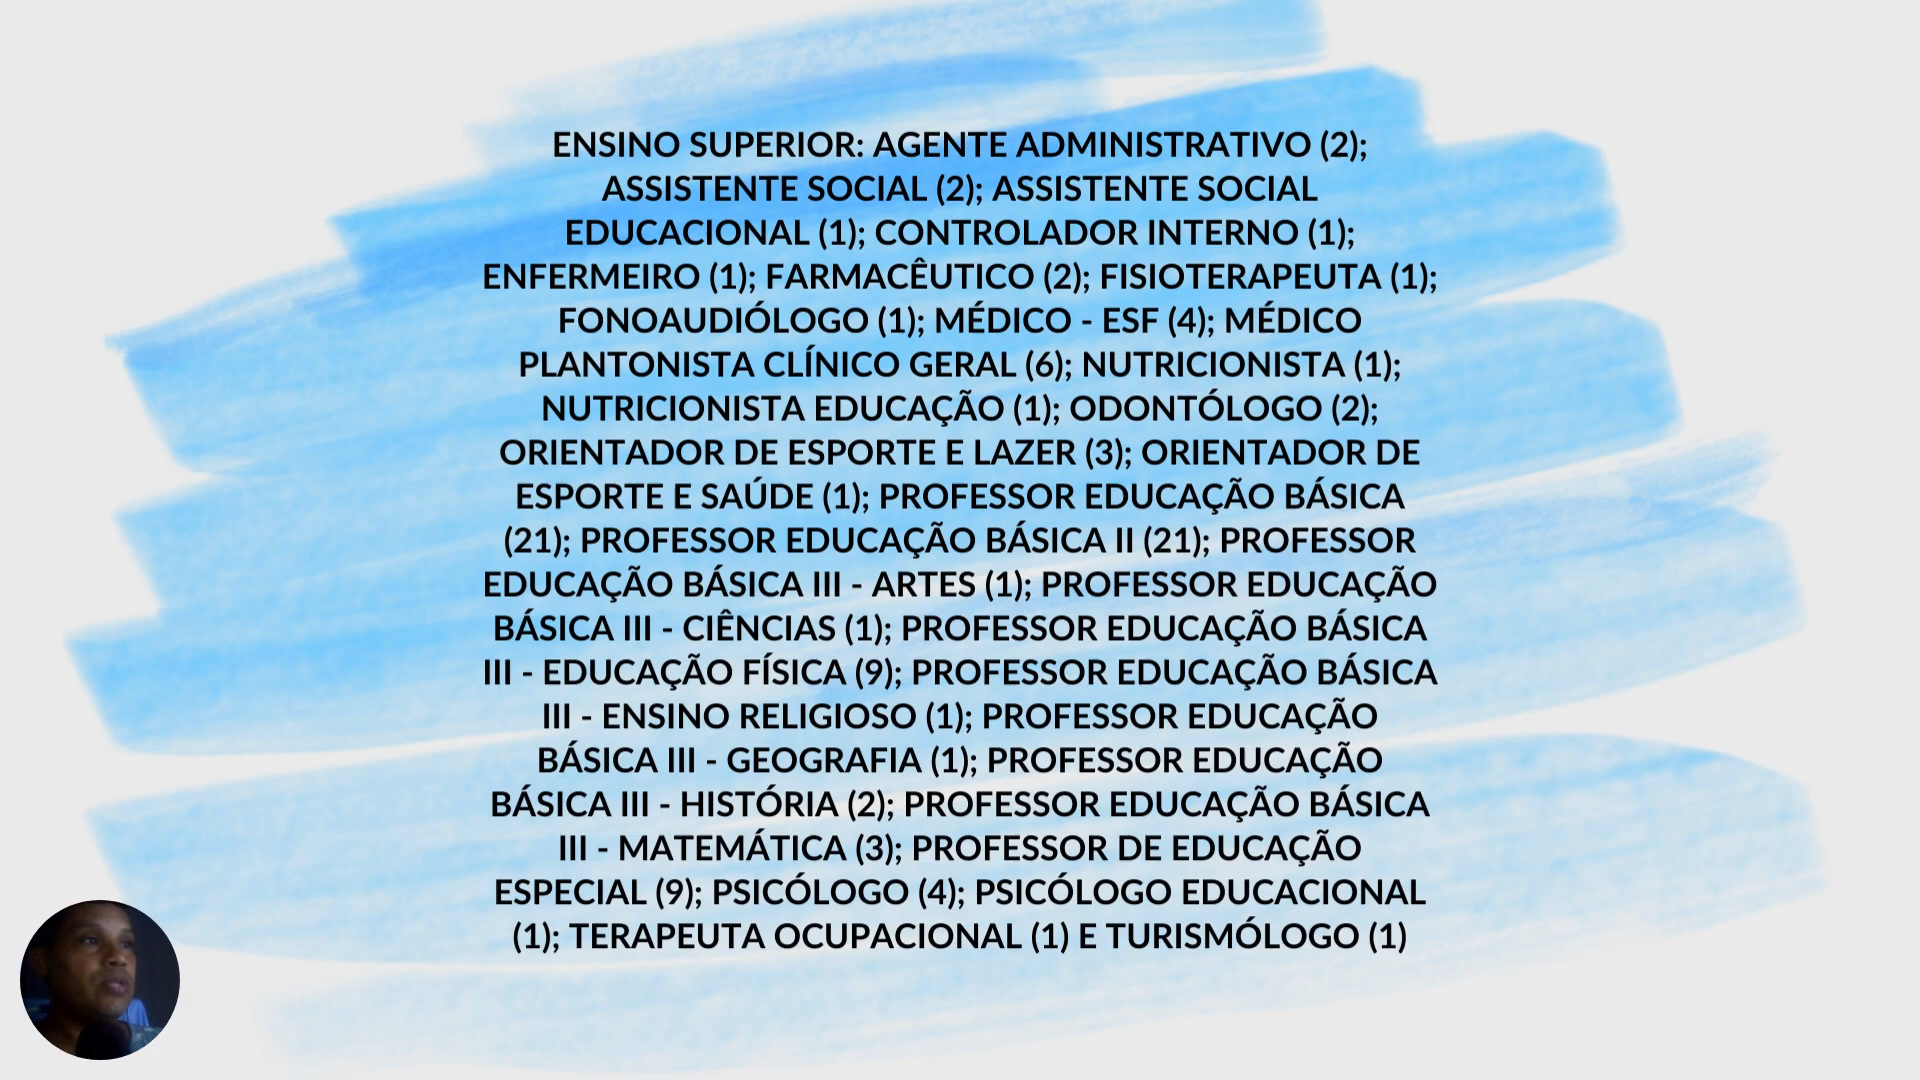 ENSINO SUPERIOR: AGENTE ADMINISTRATIVO (2);
ASSISTENTE SOCIAL (2); ASSISTENTE SOCIAL
EDUCACIONAL (1); CONTROLADOR INTERNO (1);
ENFERMEIRO (1); FARMACÊUTICO (2); FISIOTERAPEUTA (1);
FONOAUDIÓLOGO (1); MÉDICO - ESF (4); MÉDICO
PLANTONISTA CLÍNICO GERAL (6); NUTRICIONISTA (1);
NUTRICIONISTA EDUCAÇÃO (1); ODONTÓLOGO (2);
ORIENTADOR DE ESPORTE E LAZER (3); ORIENTADOR DE
ESPORTE E SAÚDE (1); PROFESSOR EDUCAÇÃO BÁSICA
(21); PROFESSOR EDUCAÇÃO BÁSICA II (21); PROFESSOR
EDUCAÇÃO BÁSICA III - ARTES (1); PROFESSOR EDUCAÇÃO
BÁSICA III - CIÊNCIAS (1); PROFESSOR EDUCAÇÃO BÁSICA
III - EDUCAÇÃO FÍSICA (9); PROFESSOR EDUCAÇÃO BÁSICA
III - ENSINO RELIGIOSO (1); PROFESSOR EDUCAÇÃO
BÁSICA III - GEOGRAFIA (1); PROFESSOR EDUCAÇÃO
BÁSICA III - HISTÓRIA (2); PROFESSOR EDUCAÇÃO BÁSICA
III - MATEMÁTICA (3); PROFESSOR DE EDUCAÇÃO
ESPECIAL (9); PSICÓLOGO (4); PSICÓLOGO EDUCACIONAL
(1); TERAPEUTA OCUPACIONAL (1) E TURISMÓLOGO (1)